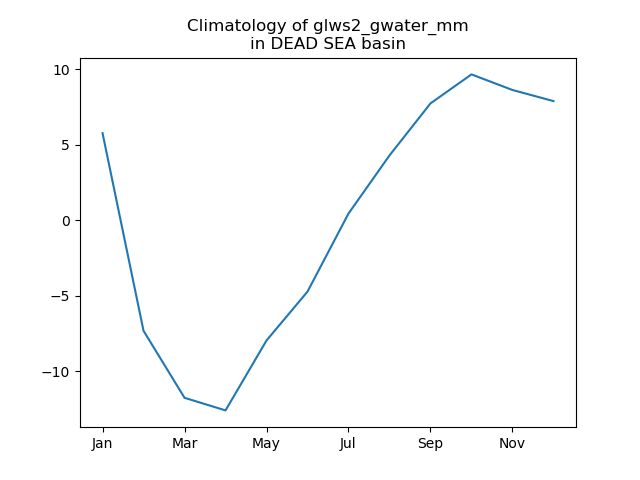 Climatology of glws2_gwater_mm
in DEAD SEA basin
10
5
0
−5
−10
Jan
Mar
May
Jul
Sep
Nov